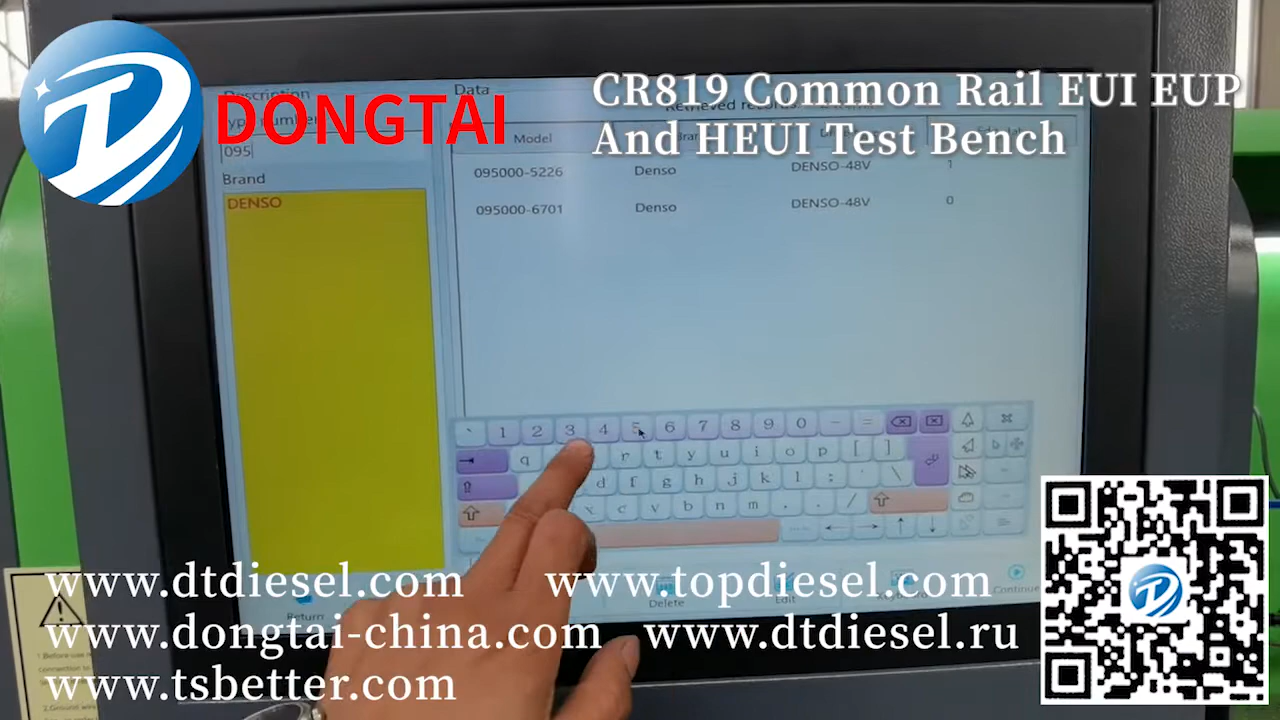 DONGTAI
CR819 Common Rail EUI EUP
And HEUI Test Bench
Description
Data
Retrieved records
095
Model
Brand
DENSO
095000-5226 Denso DENSO-48V 1
095000-6701 Denso DENSO-48V 0
` 1 2 3 4 5 6 7 8 9 0 - =
q r t y u i o p [ ]
d f g h j k l ; ' \
x c v b n m , . /
Return
Delete
Edit
Continue
www.dtdiesel.com www.topdiesel.com
www.dongtai-china.com www.dtdiesel.ru
www.tsbetter.com